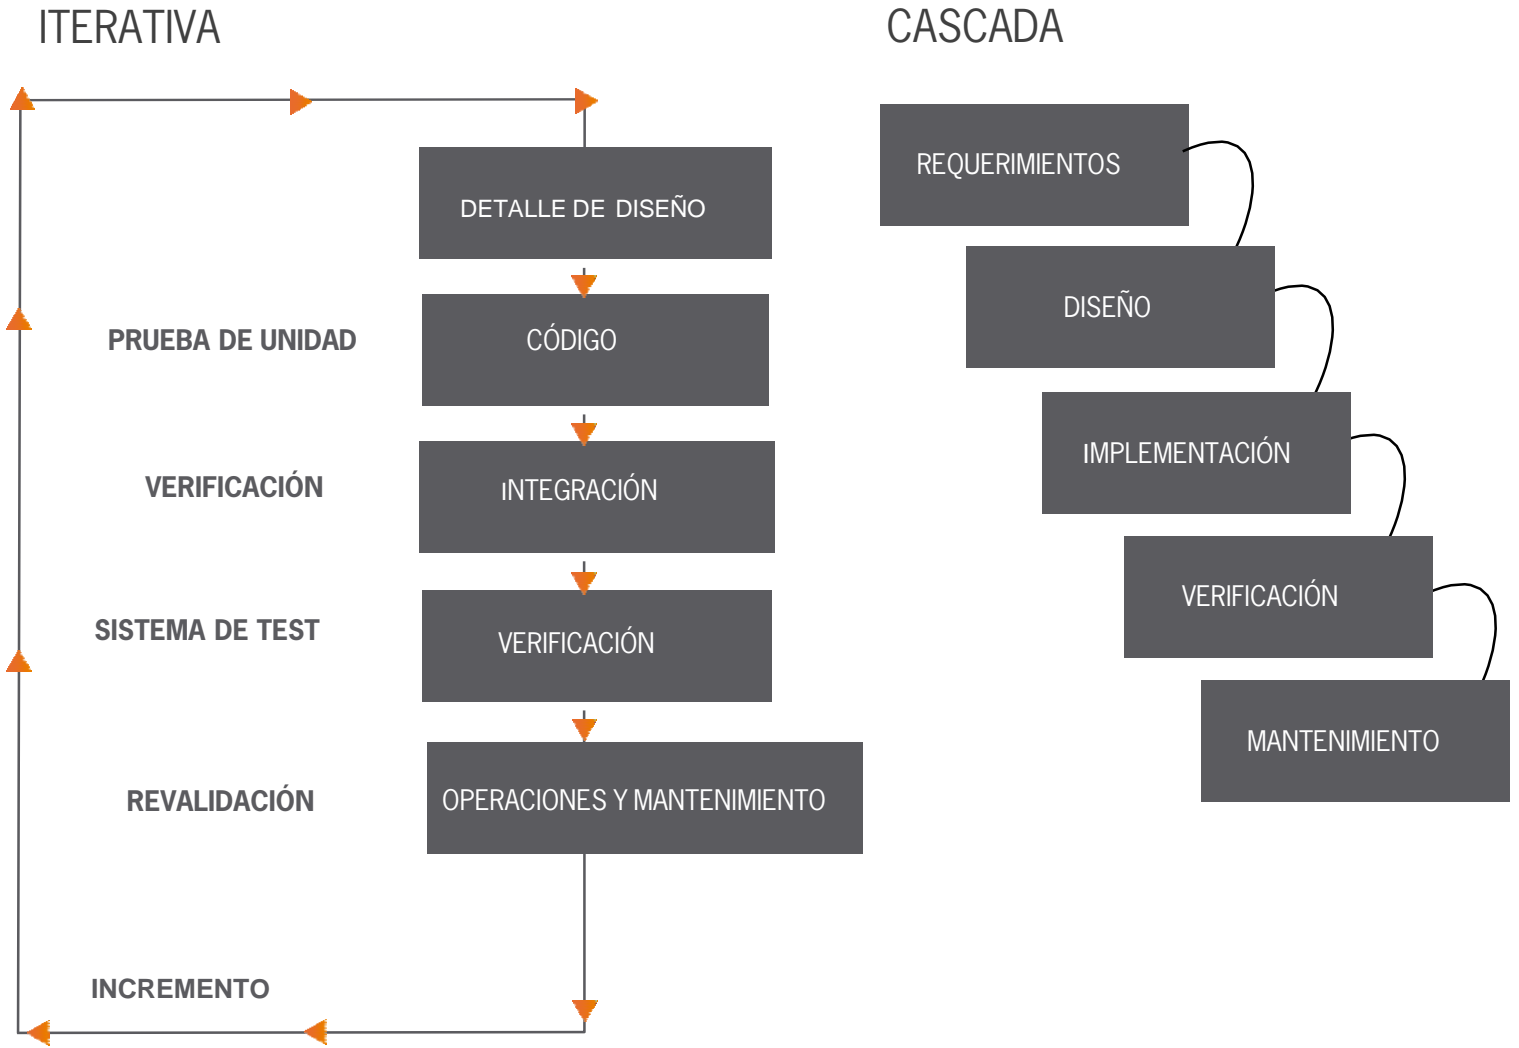 ITERATIVA
DETALLE DE DISEÑO
PRUEBA DE UNIDAD
CÓDIGO
VERIFICACIÓN
INTEGRACIÓN
SISTEMA DE TEST
VERIFICACIÓN
REVALIDACIÓN
OPERACIONES Y MANTENIMIENTO
INCREMENTO
CASCADA
REQUERIMIENTOS
DISEÑO
IMPLEMENTACIÓN
VERIFICACIÓN
MANTENIMIENTO